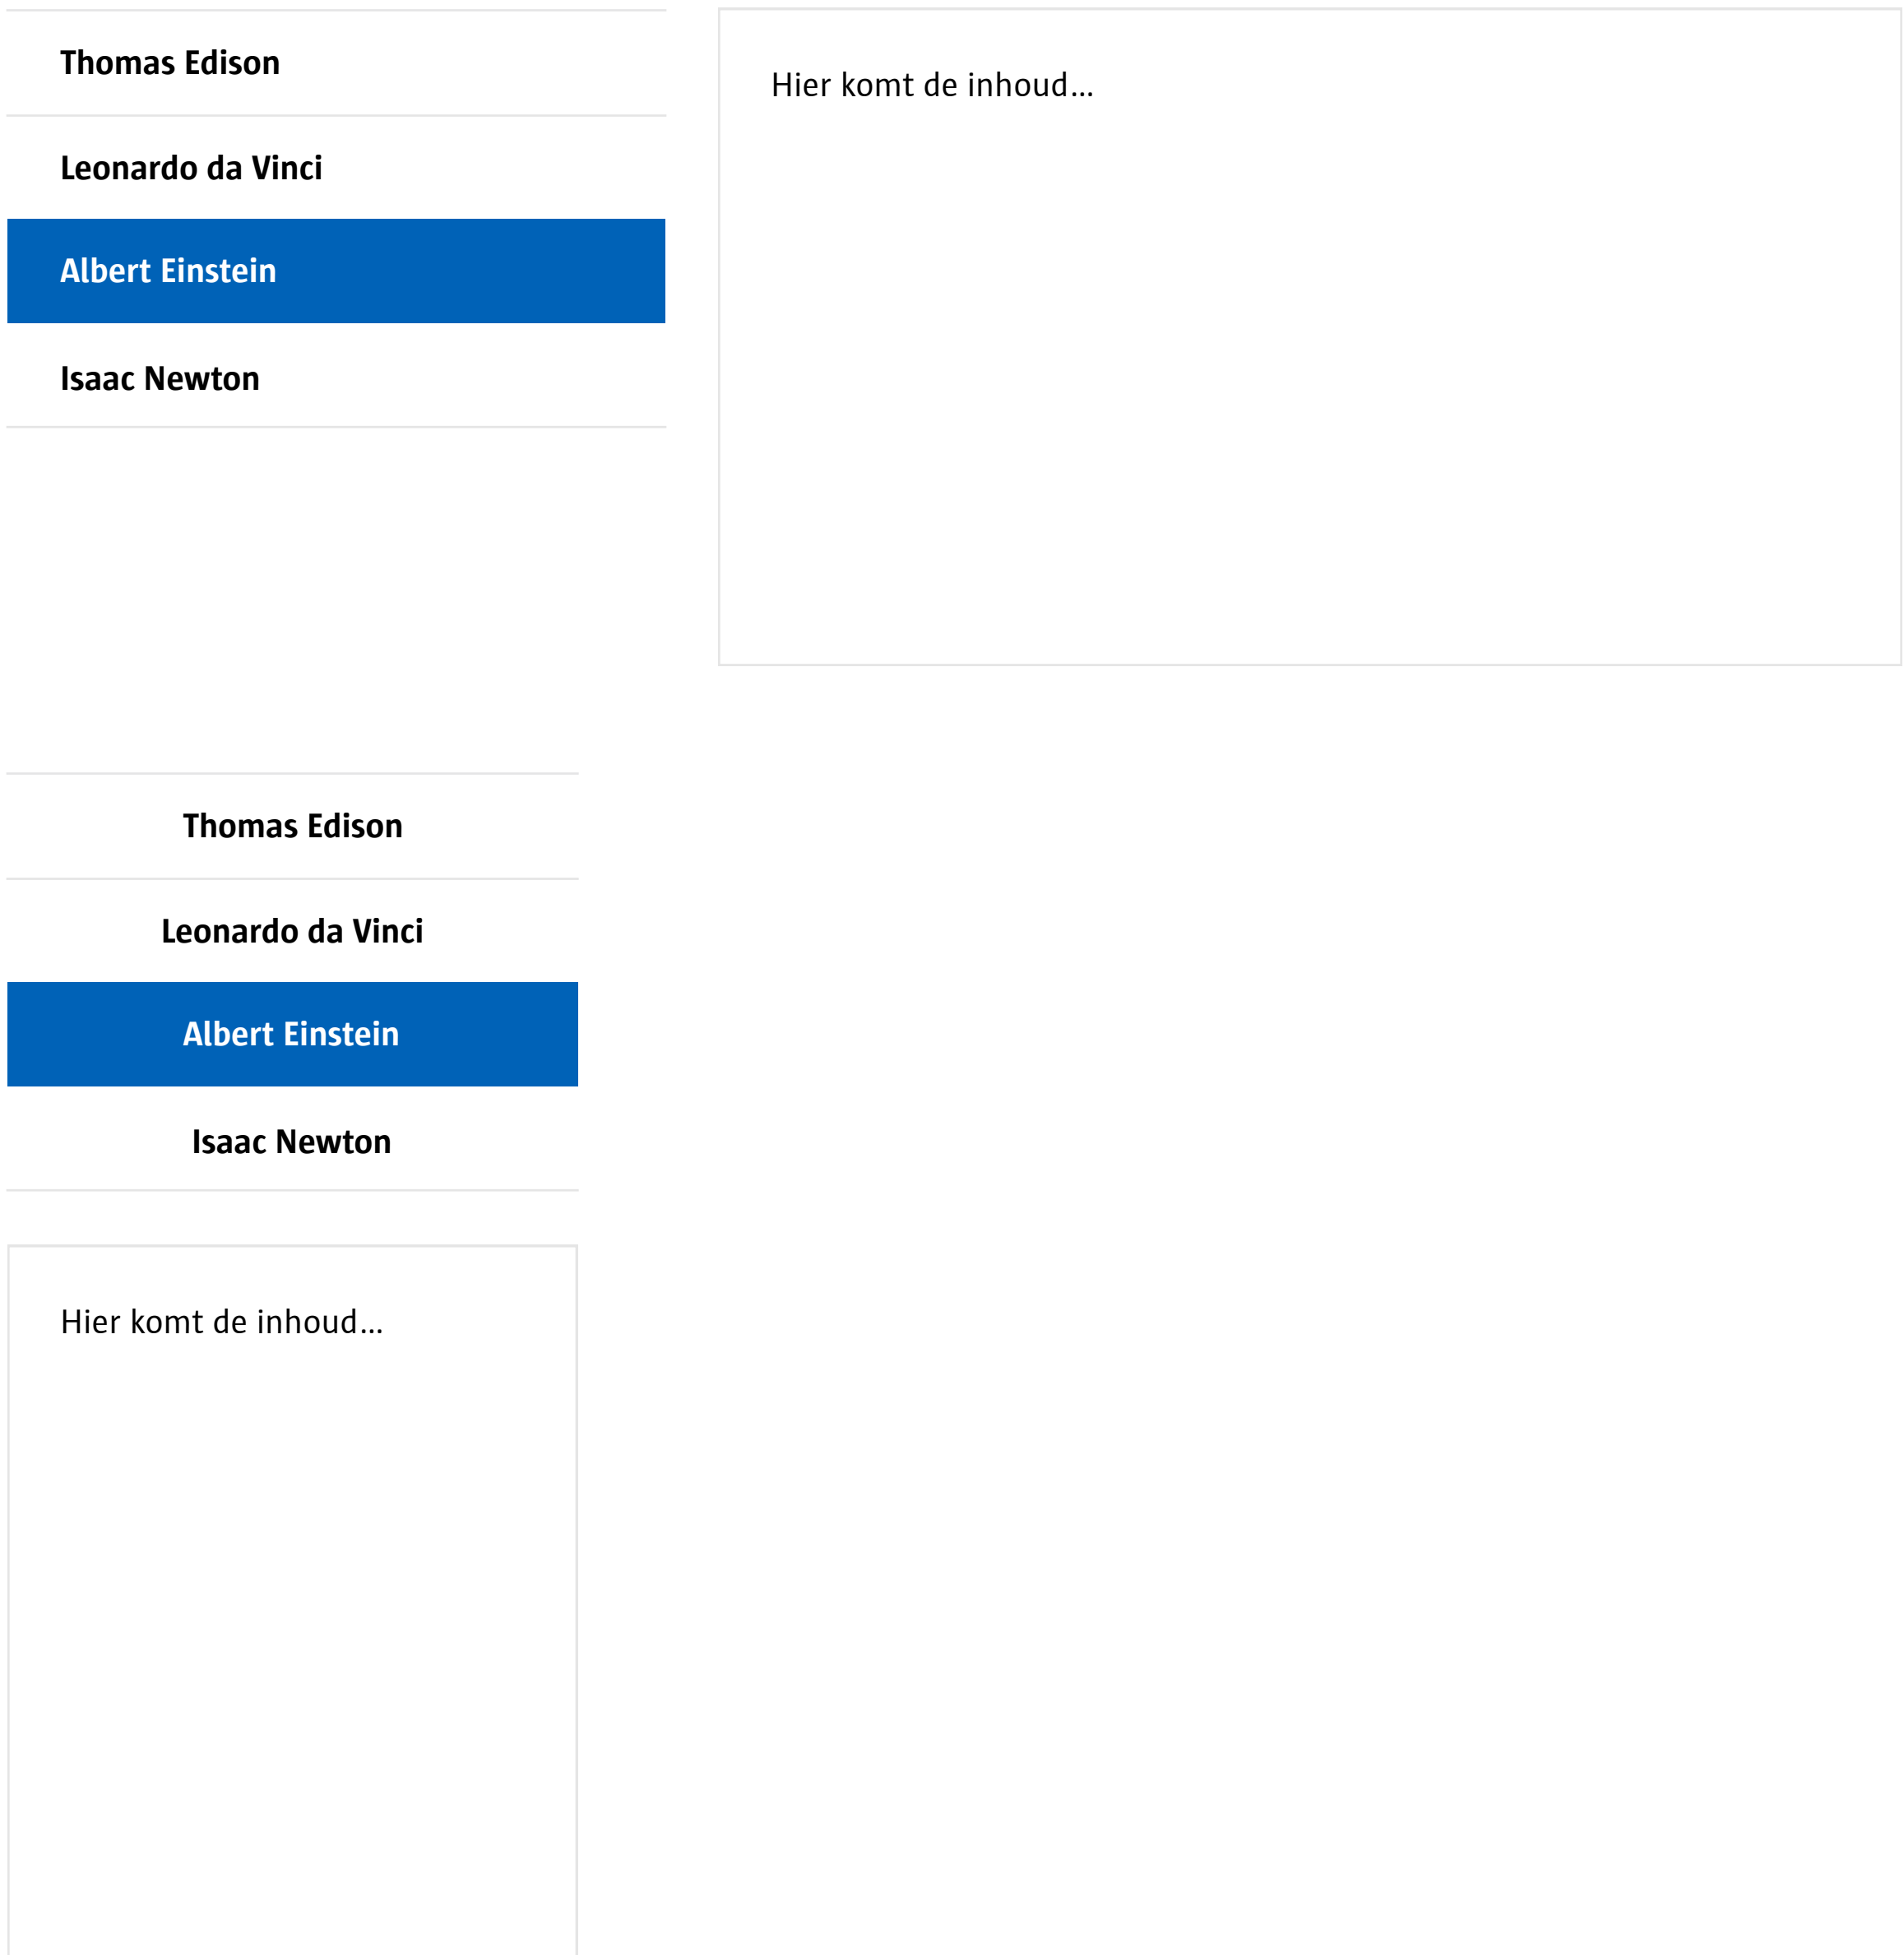 Thomas Edison
Leonardo da Vinci
Albert Einstein
Isaac Newton
Hier komt de inhoud...
Thomas Edison
Leonardo da Vinci
Albert Einstein
Isaac Newton
Hier komt de inhoud...